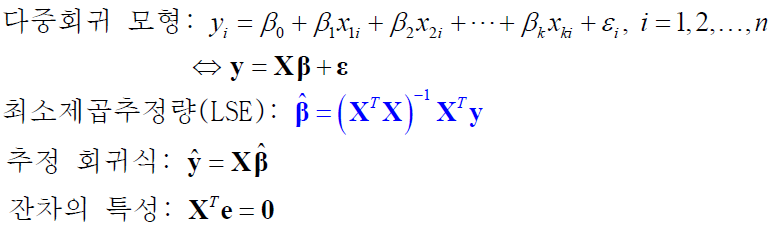 다중회귀 모형: yᵢ = β₀ + β₁x₁ᵢ + β₂x₂ᵢ + ⋯ + βₖxₖᵢ + εᵢ, i = 1,2,…,n
⇔ y = Xβ + ε
최소제곱추정량(LSE): β̂ = (XᵀX)⁻¹ Xᵀy
추정 회귀식: ŷ = Xβ̂
잔차의 특성: Xᵀe = 0